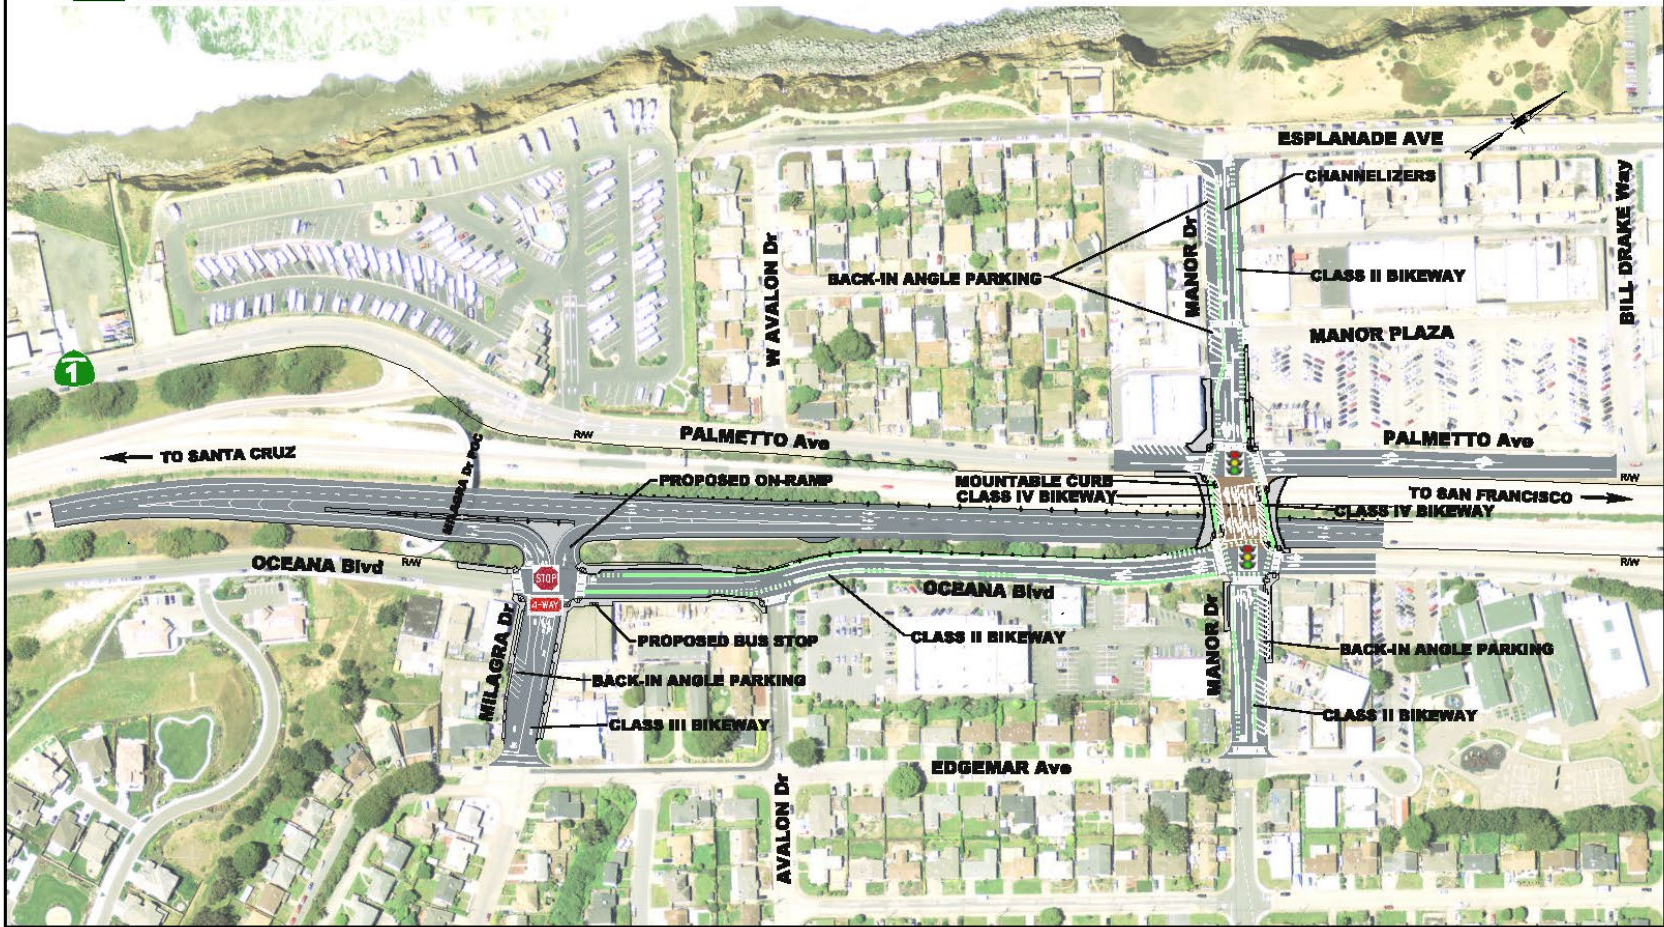 ESPLANADE AVE
CHANNELIZERS
BILL DRAKE Way
MANOR Dr
W AVALON Dr
BACK-IN ANGLE PARKING
CLASS II BIKEWAY
MANOR PLAZA
1
R/W
PALMETTO Ave
PALMETTO Ave
TO SANTA CRUZ
MILAGRA Dr POC
PROPOSED ON-RAMP
MOUNTABLE CURB
CLASS IV BIKEWAY
R/W
TO SAN FRANCISCO
CLASS IV BIKEWAY
OCEANA Blvd
R/W
R/W
STOP
4-WAY
OCEANA Blvd
MILAGRA Dr
PROPOSED BUS STOP
CLASS II BIKEWAY
MANOR Dr
BACK-IN ANGLE PARKING
BACK-IN ANGLE PARKING
CLASS III BIKEWAY
CLASS II BIKEWAY
EDGEMAR Ave
AVALON Dr